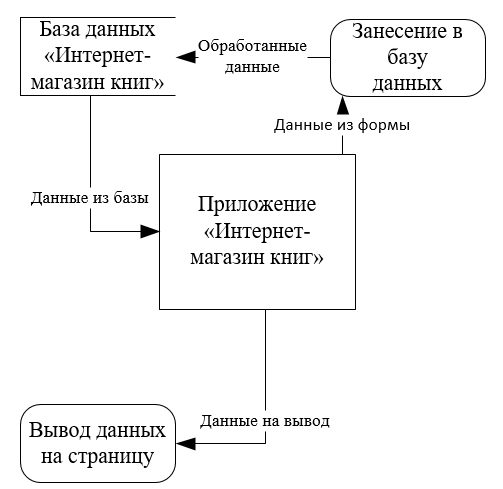 База данных
«Интернет-
магазин книг»
Обработанные
данные
Занесение в
базу
данных
Данные из формы
Данные из базы
Приложение
«Интернет-
магазин книг»
Данные на вывод
Вывод данных
на страницу